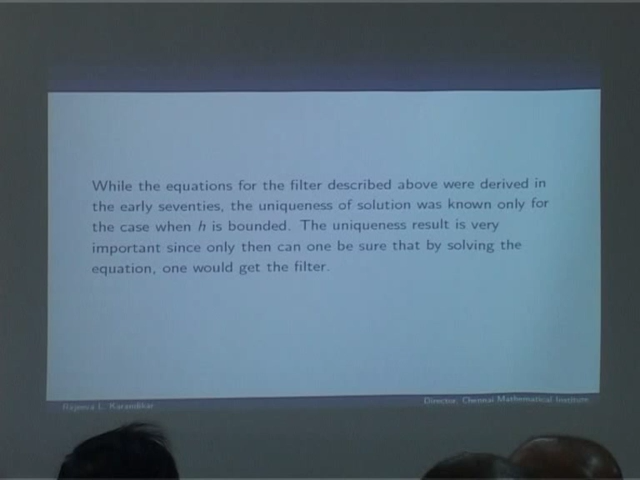 While the equations for the filter described above were derived in
the early seventies, the uniqueness of solution was known only for
the case when h is bounded. The uniqueness result is very
important since only then can one be sure that by solving the
equation, one would get the filter.
Rajeeva L. Karandikar
Director, Chennai Mathematical Institute